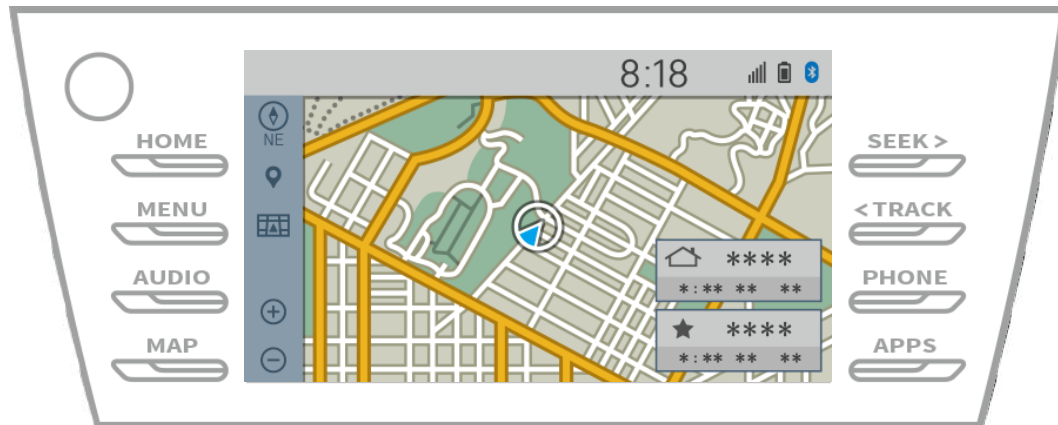 8:18
NE
HOME
MENU
AUDIO
MAP
****
*:** ** **
****
*:** ** **
SEEK >
< TRACK
PHONE
APPS